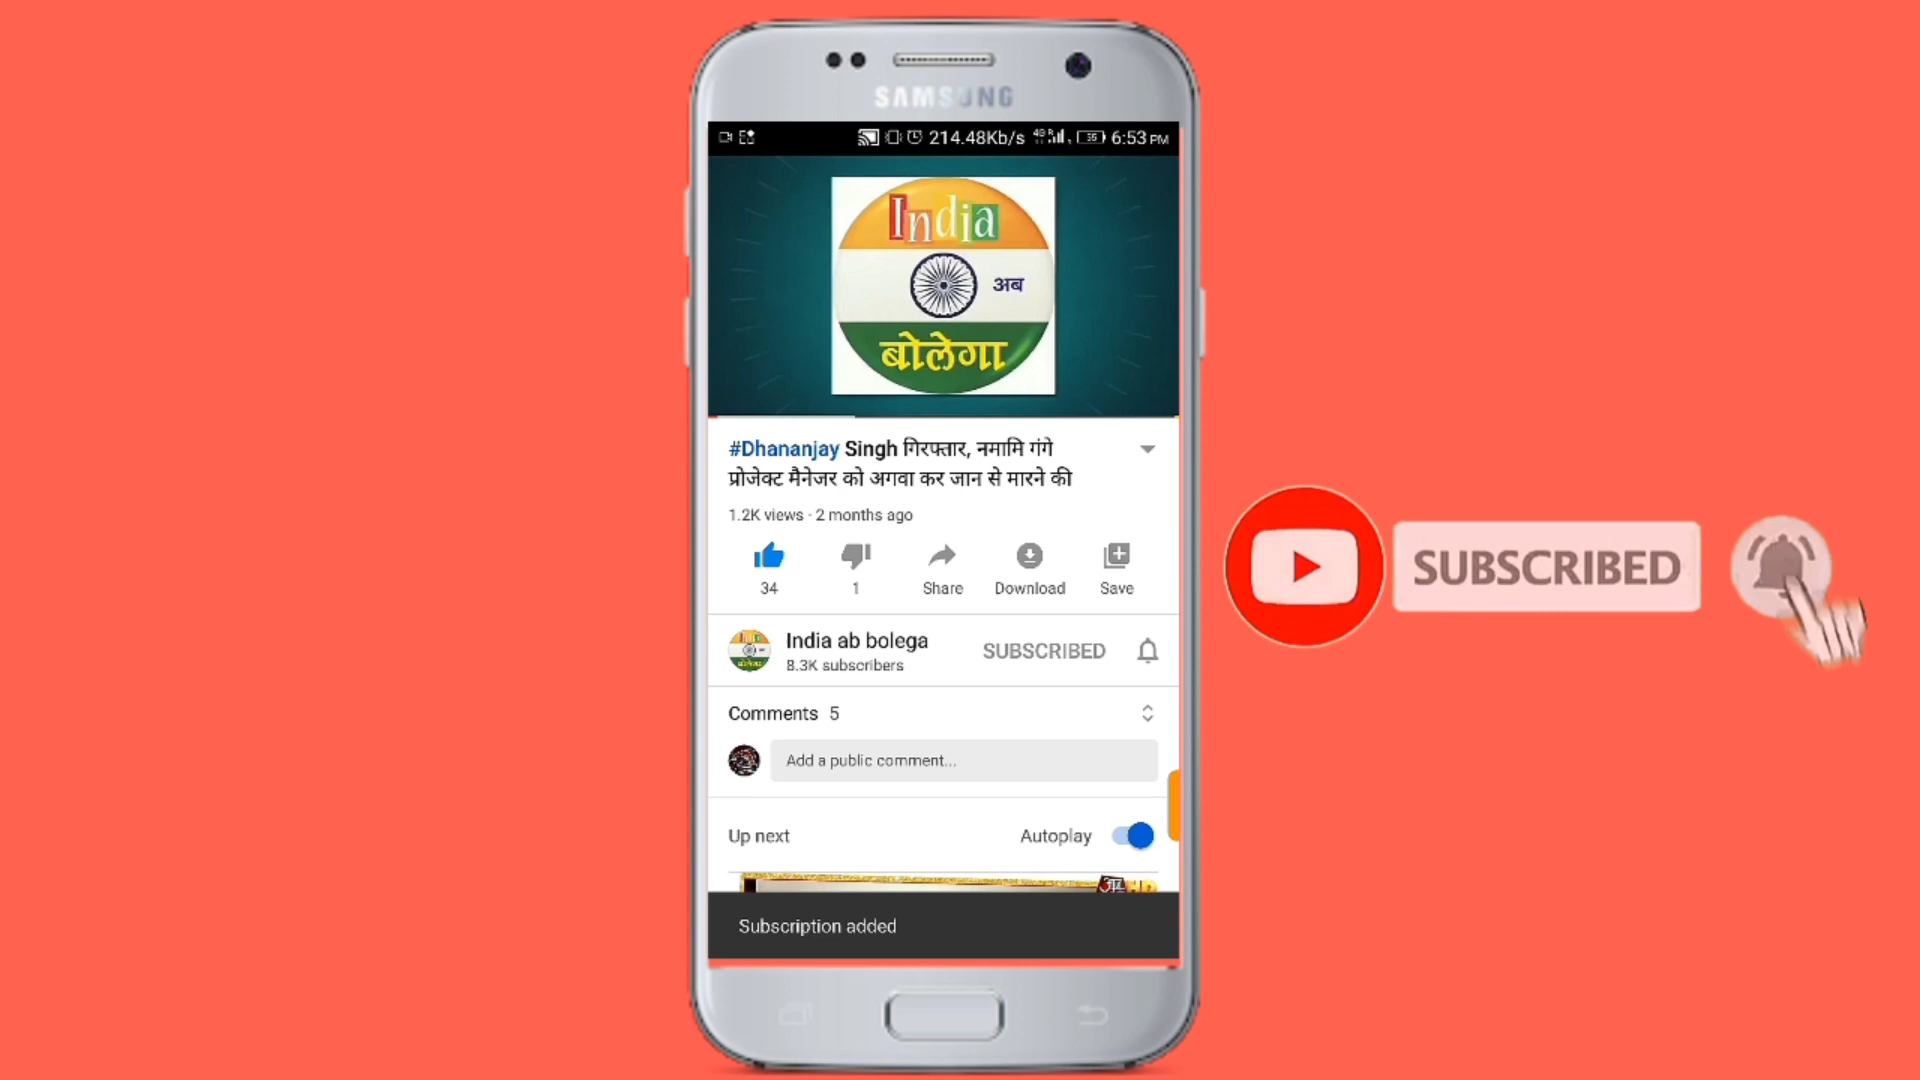 SAMSUNG
214.48Kb/s 4G R 35 6:53 PM
India
अब
बोलेगा
#Dhananjay Singh गिरफ्तार, नमामि गंगे
प्रोजेक्ट मैनेजर को अगवा कर जान से मारने की
1.2K views · 2 months ago
34 1 Share Download Save
India ab bolega
8.3K subscribers
SUBSCRIBED
Comments 5
Add a public comment...
Up next Autoplay
Subscription added
SUBSCRIBED